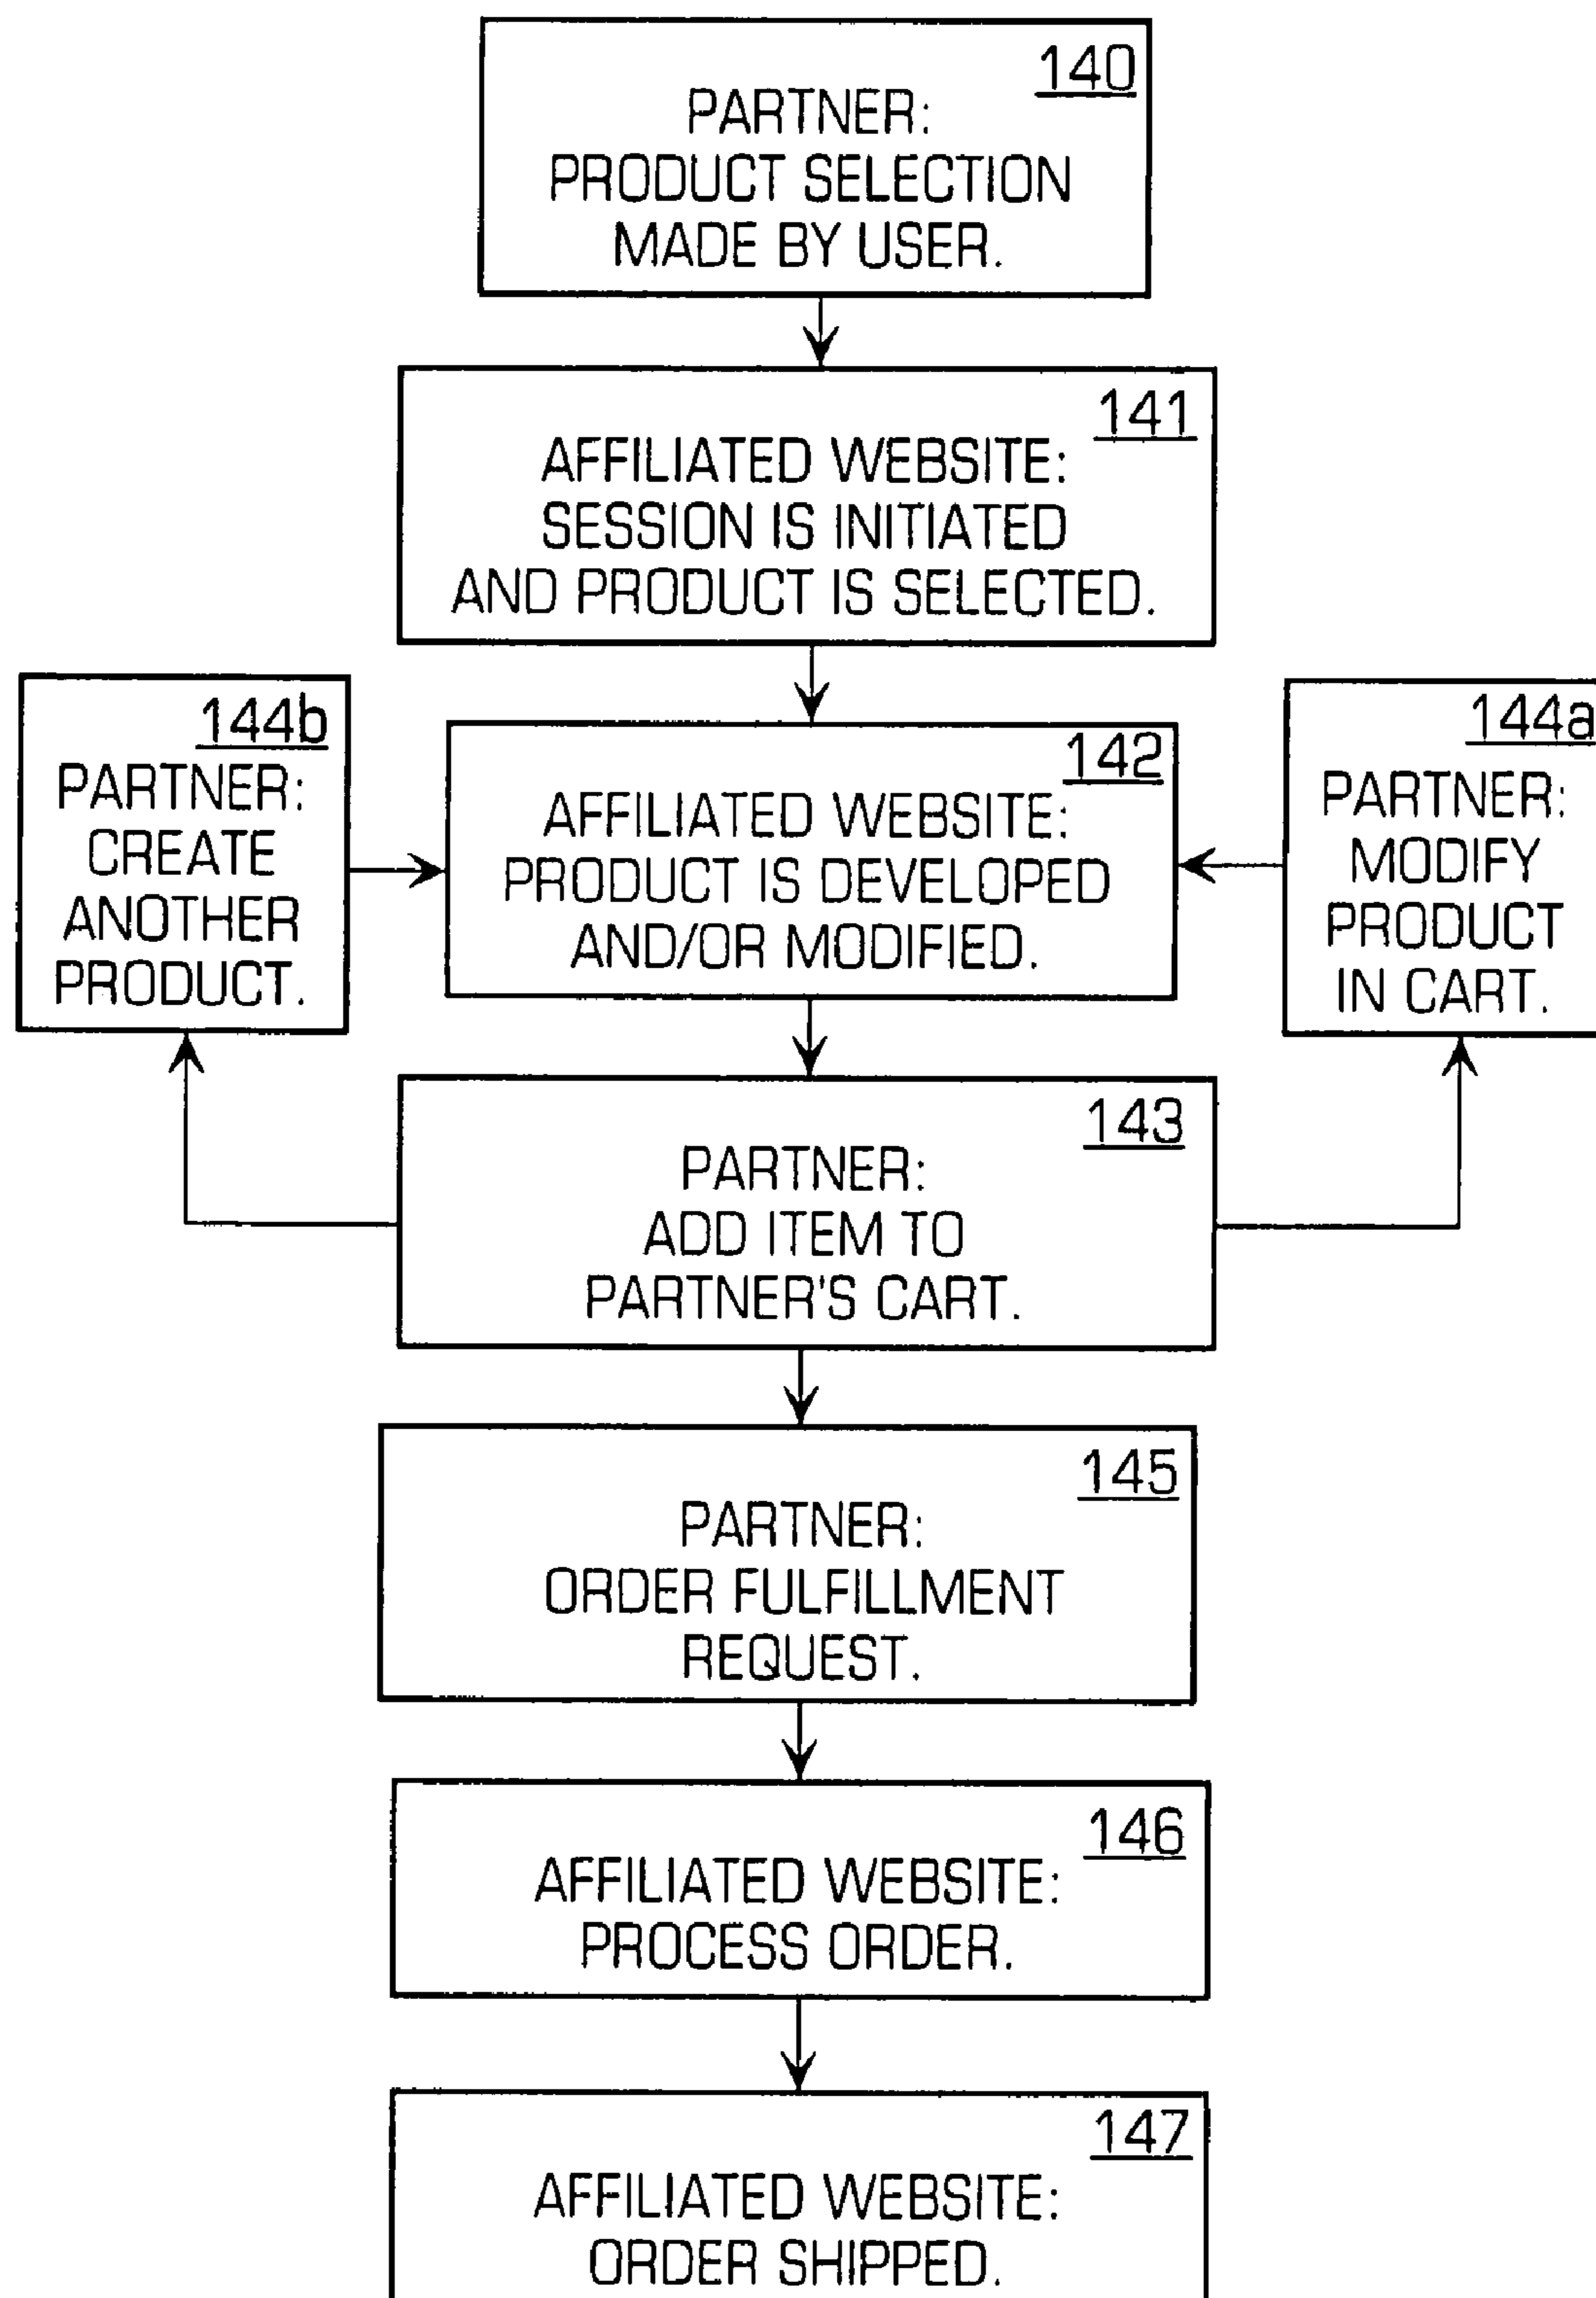 140
PARTNER:
PRODUCT SELECTION
MADE BY USER.
141
AFFILIATED WEBSITE:
SESSION IS INITIATED
AND PRODUCT IS SELECTED.
144b
PARTNER:
CREATE
ANOTHER
PRODUCT.
142
AFFILIATED WEBSITE:
PRODUCT IS DEVELOPED
AND/OR MODIFIED.
144a
PARTNER:
MODIFY
PRODUCT
IN CART.
143
PARTNER:
ADD ITEM TO
PARTNER'S CART.
145
PARTNER:
ORDER FULFILLMENT
REQUEST.
146
AFFILIATED WEBSITE:
PROCESS ORDER.
147
AFFILIATED WEBSITE:
ORDER SHIPPED.